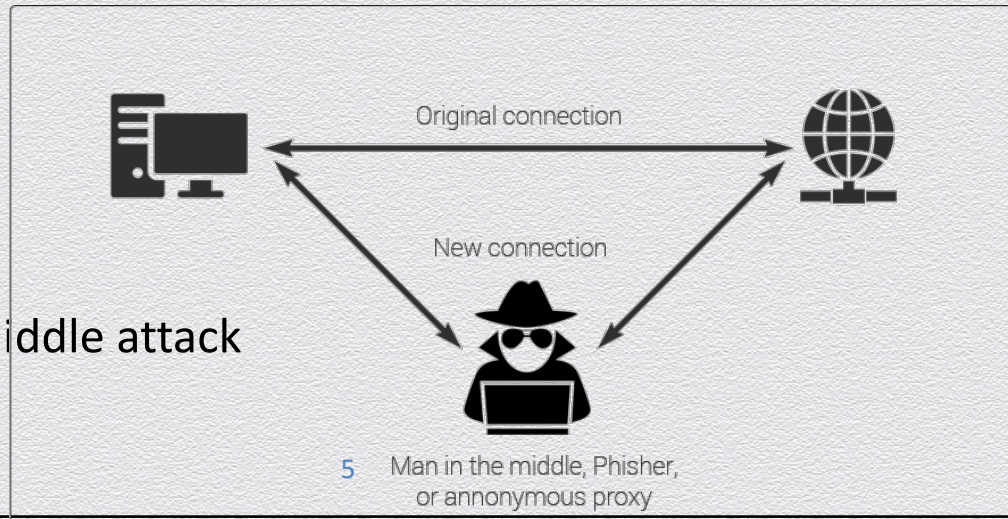 Original connection
New connection
iddle attack
5
Man in the middle, Phisher,
or annonymous proxy